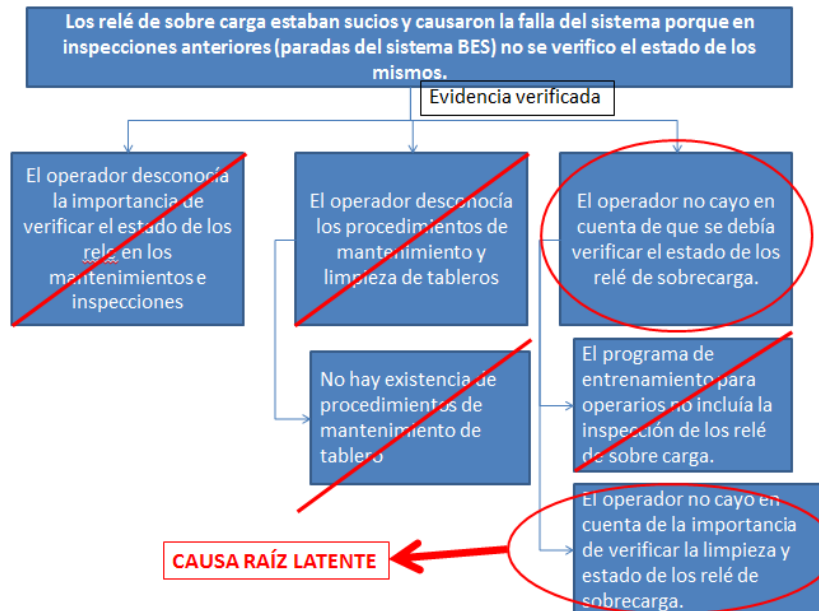 Los relé de sobre carga estaban sucios y causaron la falla del sistema porque en
inspecciones anteriores (paradas del sistema BES) no se verifico el estado de los
mismos.
Evidencia verificada
El operador desconocía
la importancia de
verificar el estado de los
rele en los
mantenimientos e
inspecciones
El operador desconocía
los procedimientos de
mantenimiento y
limpieza de tableros
El operador no cayo en
cuenta de que se debía
verificar el estado de los
relé de sobrecarga.
No hay existencia de
procedimientos de
mantenimiento de
tablero
El programa de
entrenamiento para
operarios no incluía la
inspección de los relé
de sobre carga.
El operador no cayo en
cuenta de la importancia
de verificar la limpieza y
estado de los relé de
sobrecarga.
CAUSA RAÍZ LATENTE